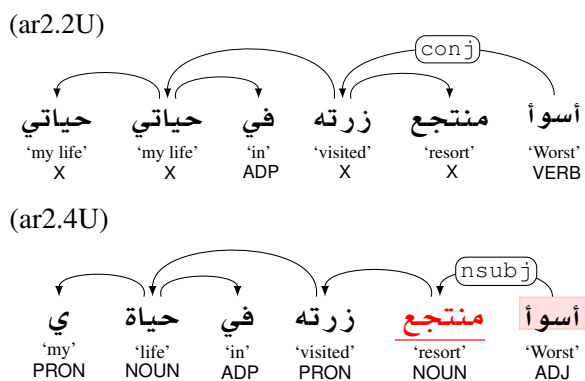 (ar2.2U)
conj
أسوأ منتجع زرته في حياتي حياتي
‘my life’ ‘my life’ ‘in’ ‘visited’ ‘resort’ ‘Worst’
X X ADP X X VERB
(ar2.4U)
nsubj
أسوأ منتجع زرته في حياة ي
‘my’ ‘life’ ‘in’ ‘visited’ ‘resort’ ‘Worst’
PRON NOUN ADP PRON NOUN ADJ